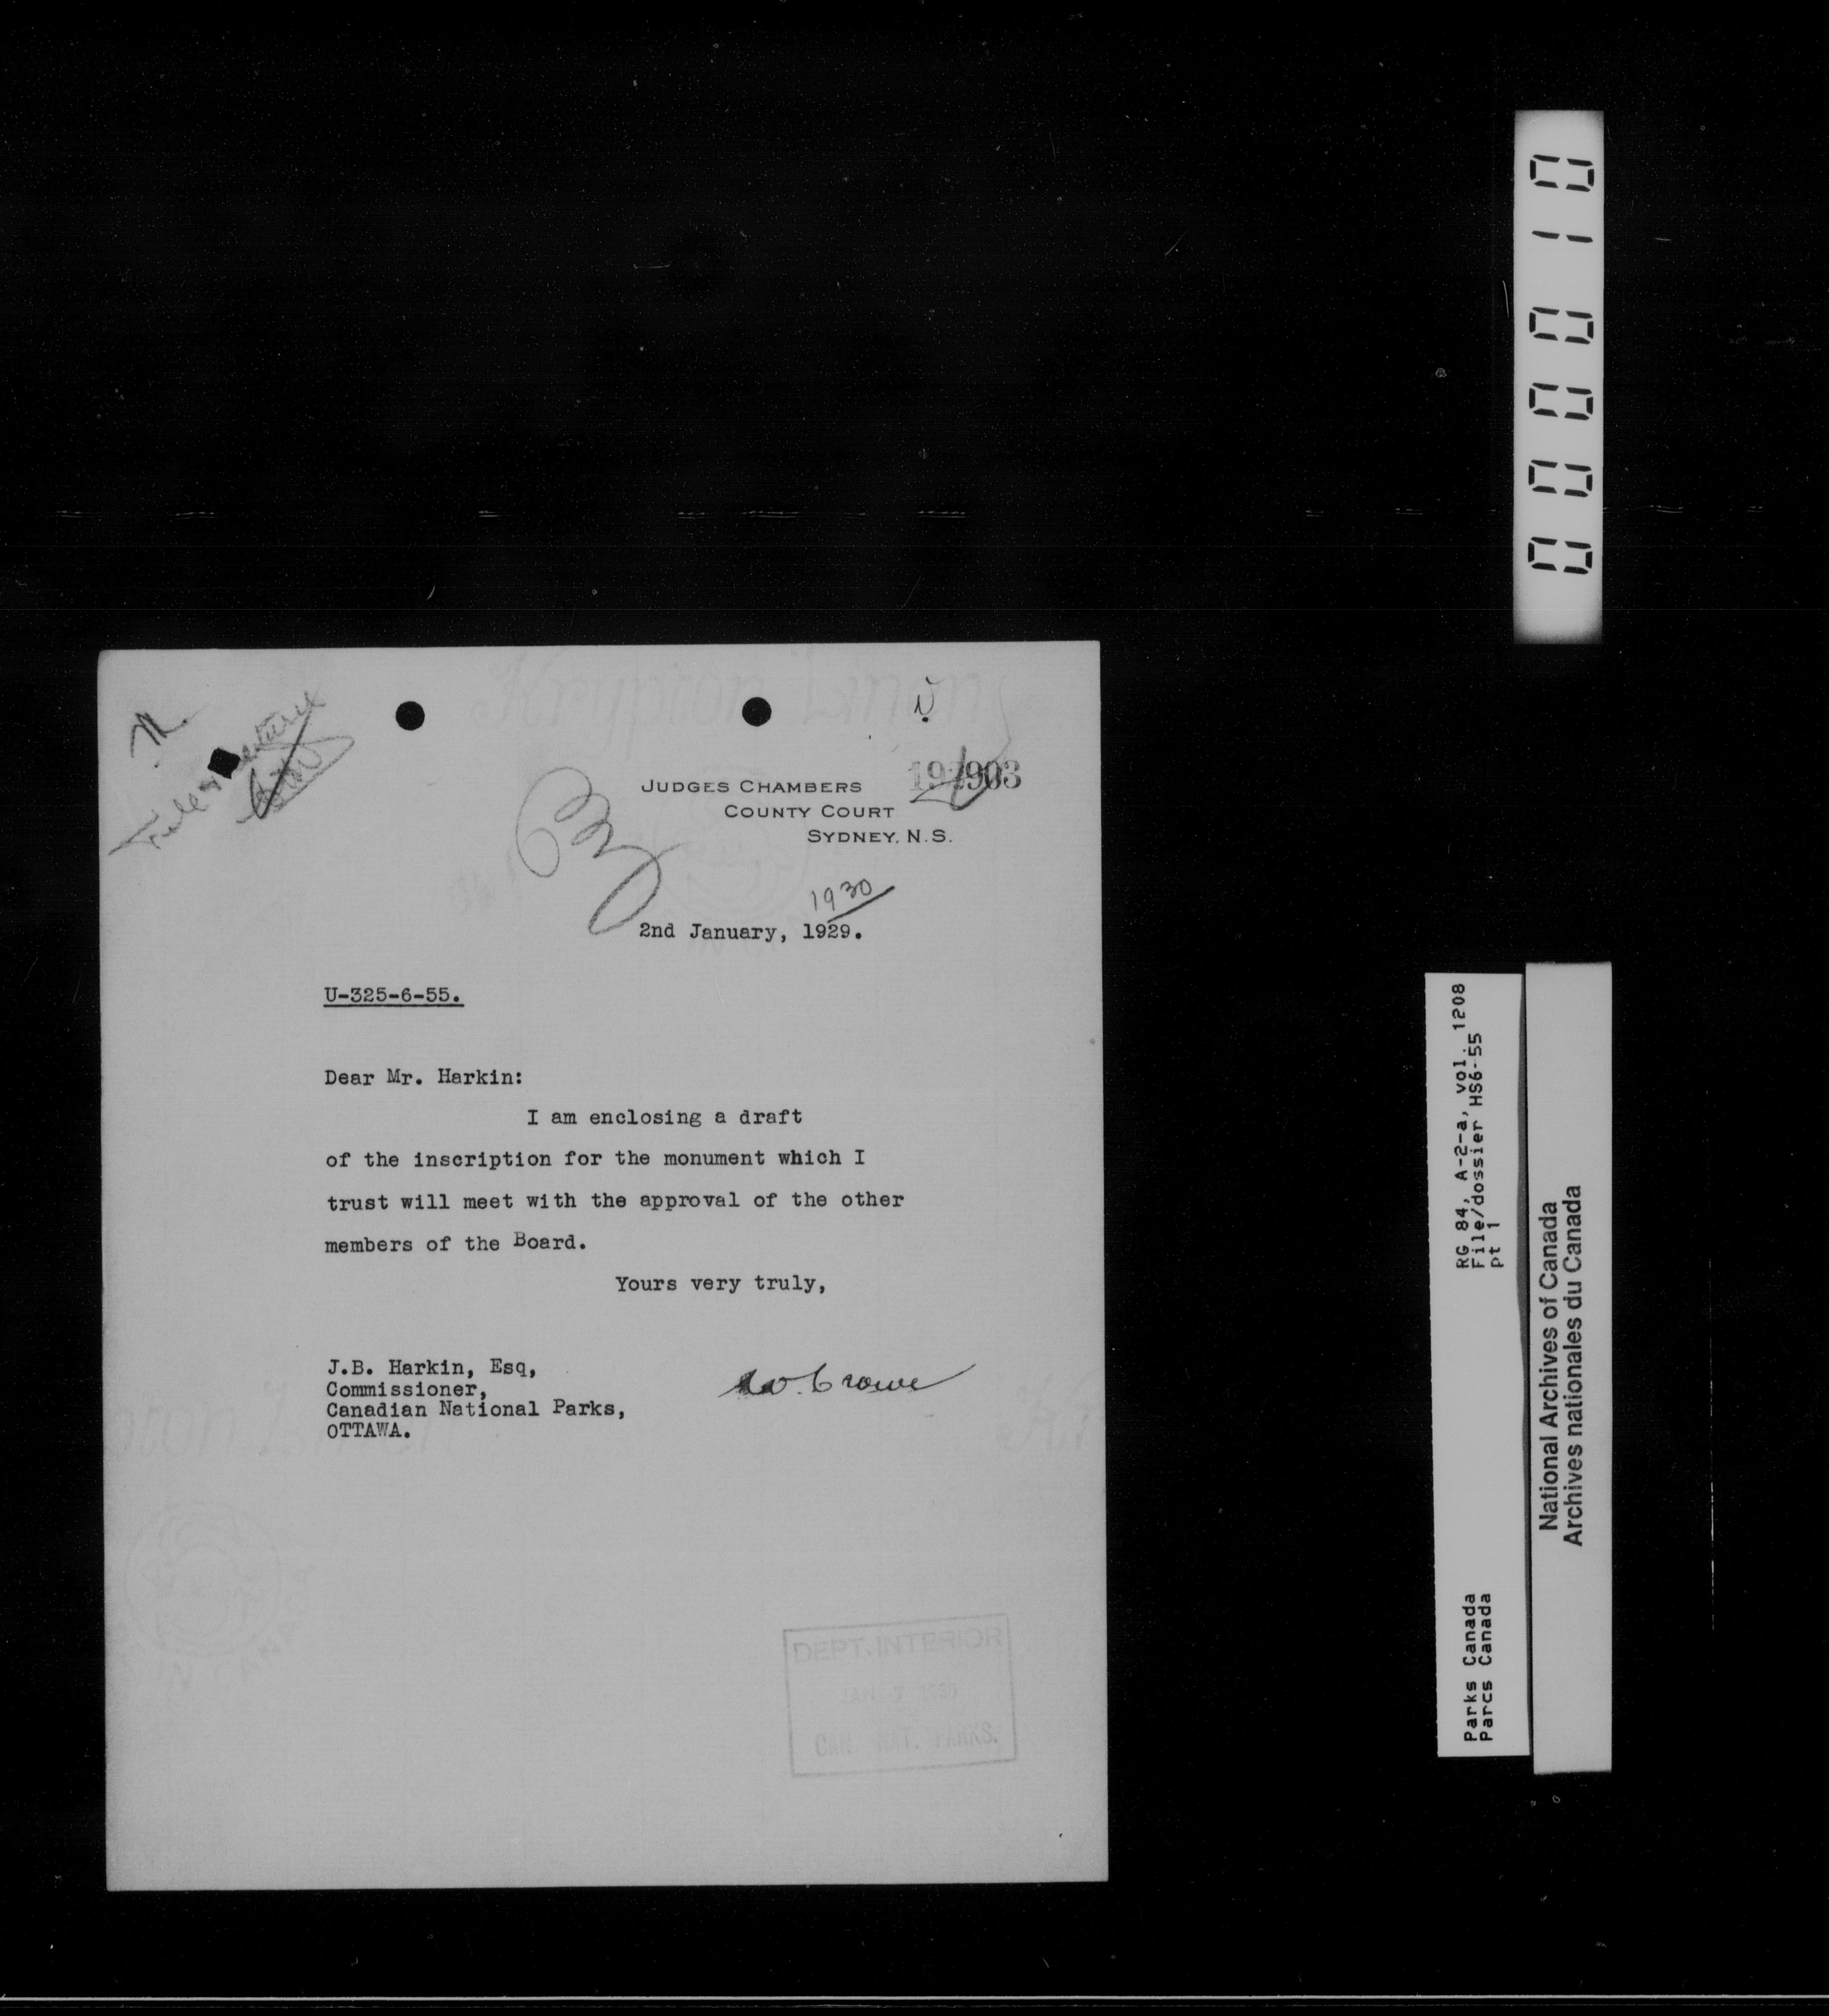 JUDGES CHAMBERS
COUNTY COURT
SYDNEY, N.S.
1930
2nd January, 1929.
U-325-6-55.
Dear Mr. Harkin:
I am enclosing a draft
of the inscription for the monument which I
trust will meet with the approval of the other
members of the Board.
Yours very truly,
W. Crowe
J.B. Harkin, Esq,
Commissioner,
Canadian National Parks,
OTTAWA.
DEPT. INTERIOR
JAN 7
CAN. NAT. PARKS.
000010
RG 84, A-2-a, vol. 1208
File/dossier HS6-55
pt 1
Parks Canada
Parcs Canada
National Archives of Canada
Archives nationales du Canada